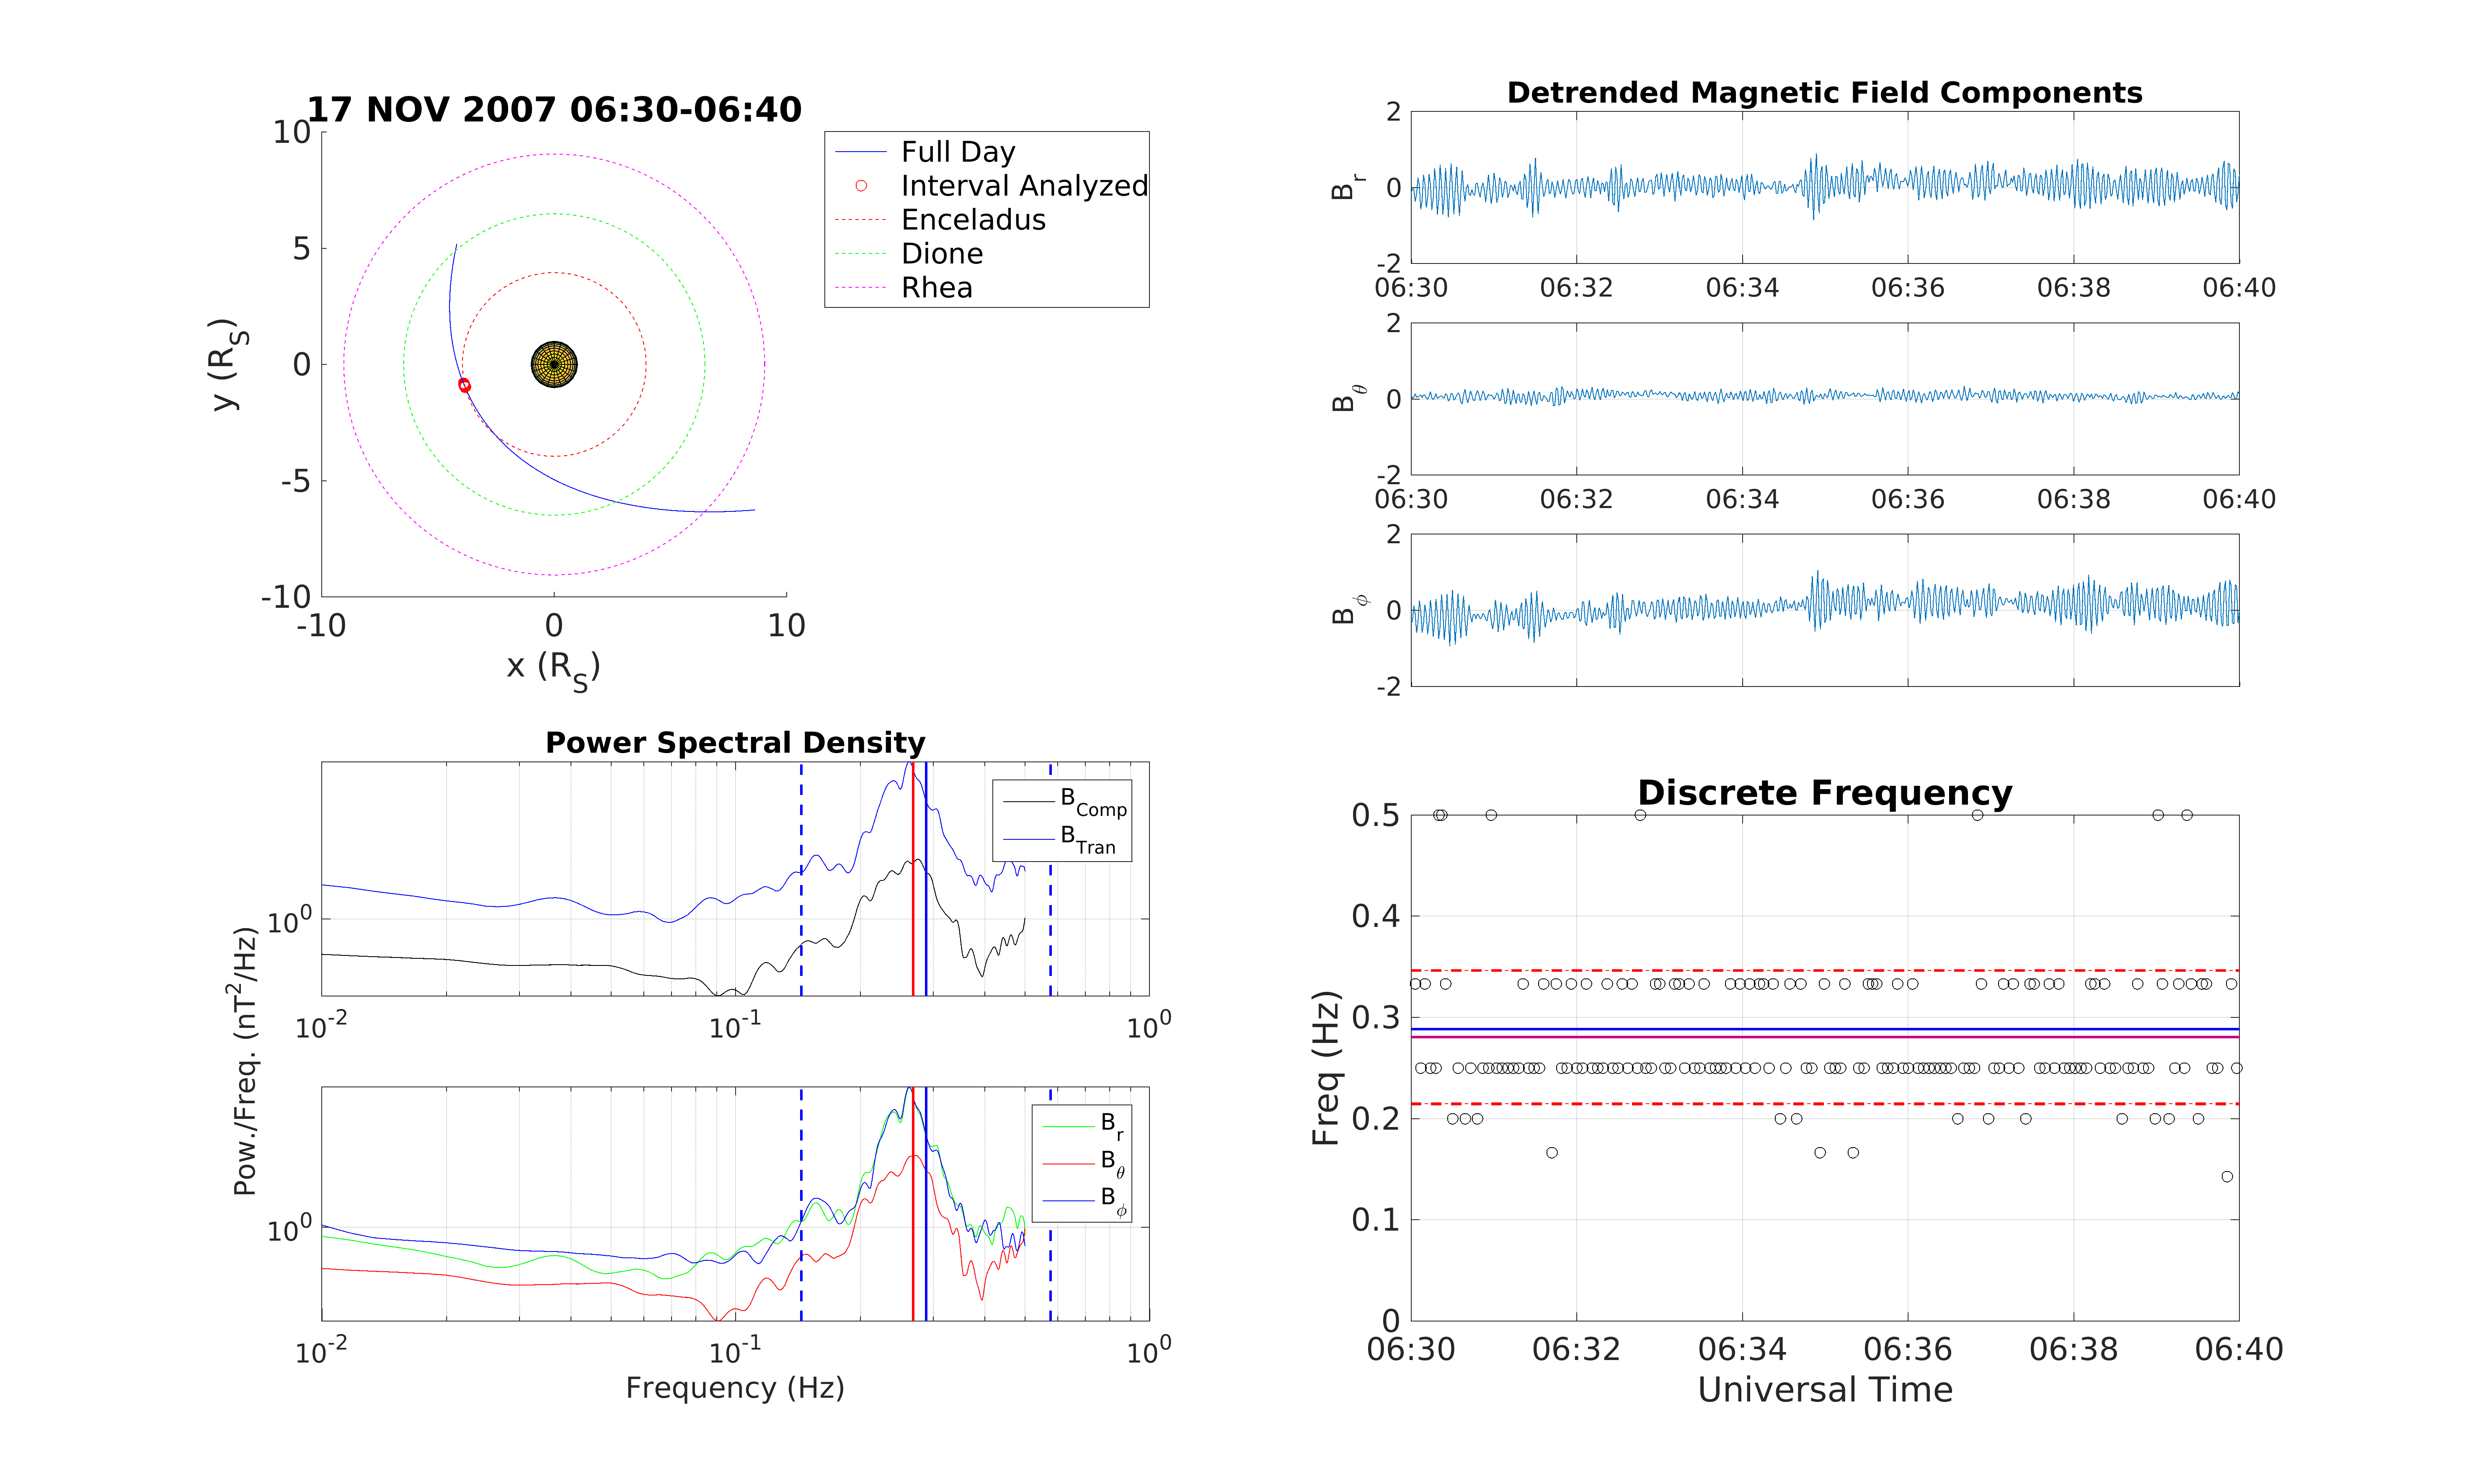 17 NOV 2007 06:30-06:40
10
5
0
-5
-10
-10 0 10
y (R_S)
x (R_S)
Full Day
Interval Analyzed
Enceladus
Dione
Rhea
Detrended Magnetic Field Components
2
0
-2
B_r
06:30 06:32 06:34 06:36 06:38 06:40
2
0
-2
B_θ
06:30 06:32 06:34 06:36 06:38 06:40
2
0
-2
B_ϕ
Power Spectral Density
B_Comp
B_Tran
10^0
10^-2 10^-1 10^0
Pow./Freq. (nT^2/Hz)
B_r
B_θ
B_ϕ
10^0
10^-2 10^-1 10^0
Frequency (Hz)
Discrete Frequency
0.5
0.4
0.3
0.2
0.1
0
Freq (Hz)
06:30 06:32 06:34 06:36 06:38 06:40
Universal Time